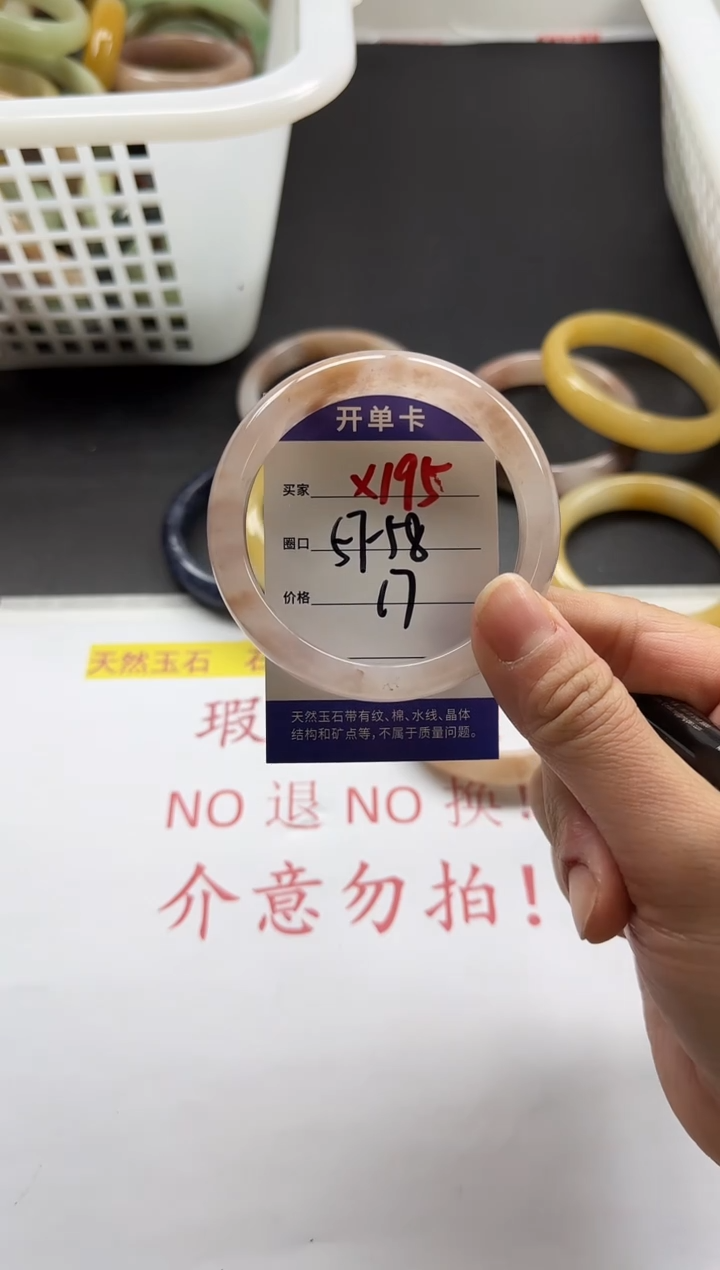 开单卡
买家 X195
圈口 57-58
价格 17
天然玉石带有纹、棉、水线、晶体
结构和矿点等，不属于质量问题。
天然玉石 石
瑕
NO 退 NO 换!
介意勿拍!